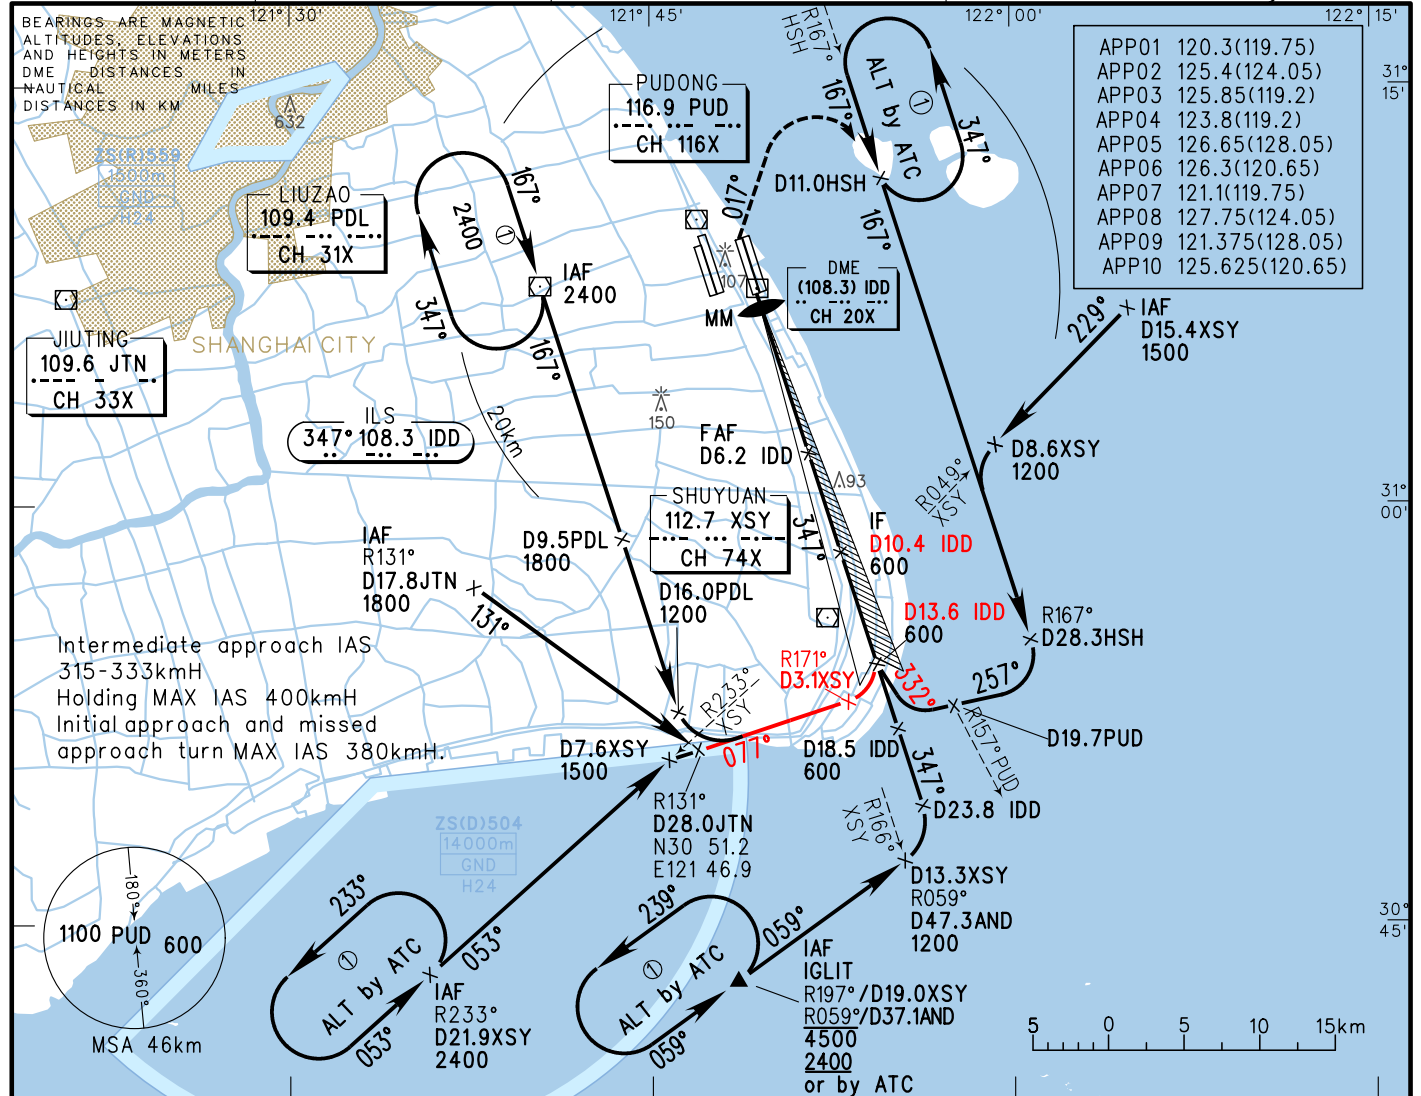 BEARINGS ARE MAGNETIC
ALTITUDES, ELEVATIONS
AND HEIGHTS IN METERS
DME DISTANCES IN
NAUTICAL MILES
DISTANCES IN KM
121° 30'
121° 45'
122° 00'
122° 15'
31°
15'
31°
00'
30°
45'
APP01 120.3(119.75)
APP02 125.4(124.05)
APP03 125.85(119.2)
APP04 123.8(119.2)
APP05 126.65(128.05)
APP06 126.3(120.65)
APP07 121.1(119.75)
APP08 127.75(124.05)
APP09 121.375(128.05)
APP10 125.625(120.65)
632
ZS(R)559
1500m
GND
H24
PUDONG
116.9 PUD
CH 116X
R167°
HSH
167°
ALT by ATC
①
347°
D11.0HSH
167°
017°
LIUZAO
109.4 PDL
CH 31X
167°
2400
①
347°
IAF
2400
167°
107
DME
(108.3) IDD
CH 20X
MM
JIUTING
109.6 JTN
CH 33X
SHANGHAI CITY
229°
IAF
D15.4XSY
1500
20km
150
ILS
347° 108.3 IDD
FAF
D6.2 IDD
93
D8.6XSY
1200
R049°
XSY
SHUYUAN
112.7 XSY
CH 74X
347°
IF
D10.4 IDD
600
D9.5PDL
1800
IAF
R131°
D17.8JTN
1800
131°
D16.0PDL
1200
D13.6 IDD
600
R167°
D28.3HSH
Intermediate approach IAS
315-333kmH
Holding MAX IAS 400kmH
Initial approach and missed
approach turn MAX IAS 380kmH.
R171°
D3.1XSY
332°
257°
R233°
XSY
077°
D7.6XSY
1500
D18.5 IDD
600
R157°PUD
D19.7PUD
347°
R131°
D28.0JTN
N30 51.2
E121 46.9
D23.8 IDD
R166°
XSY
ZS(D)504
14000m
GND
H24
D13.3XSY
R059°
D47.3AND
1200
180°
1100 PUD 600
360°
MSA 46km
233°
①
ALT by ATC
053°
053°
IAF
R233°
D21.9XSY
2400
239°
①
ALT by ATC
059°
059°
IAF
IGLIT
R197°/D19.0XSY
R059°/D37.1AND
4500
2400
or by ATC
5 0 5 10 15km